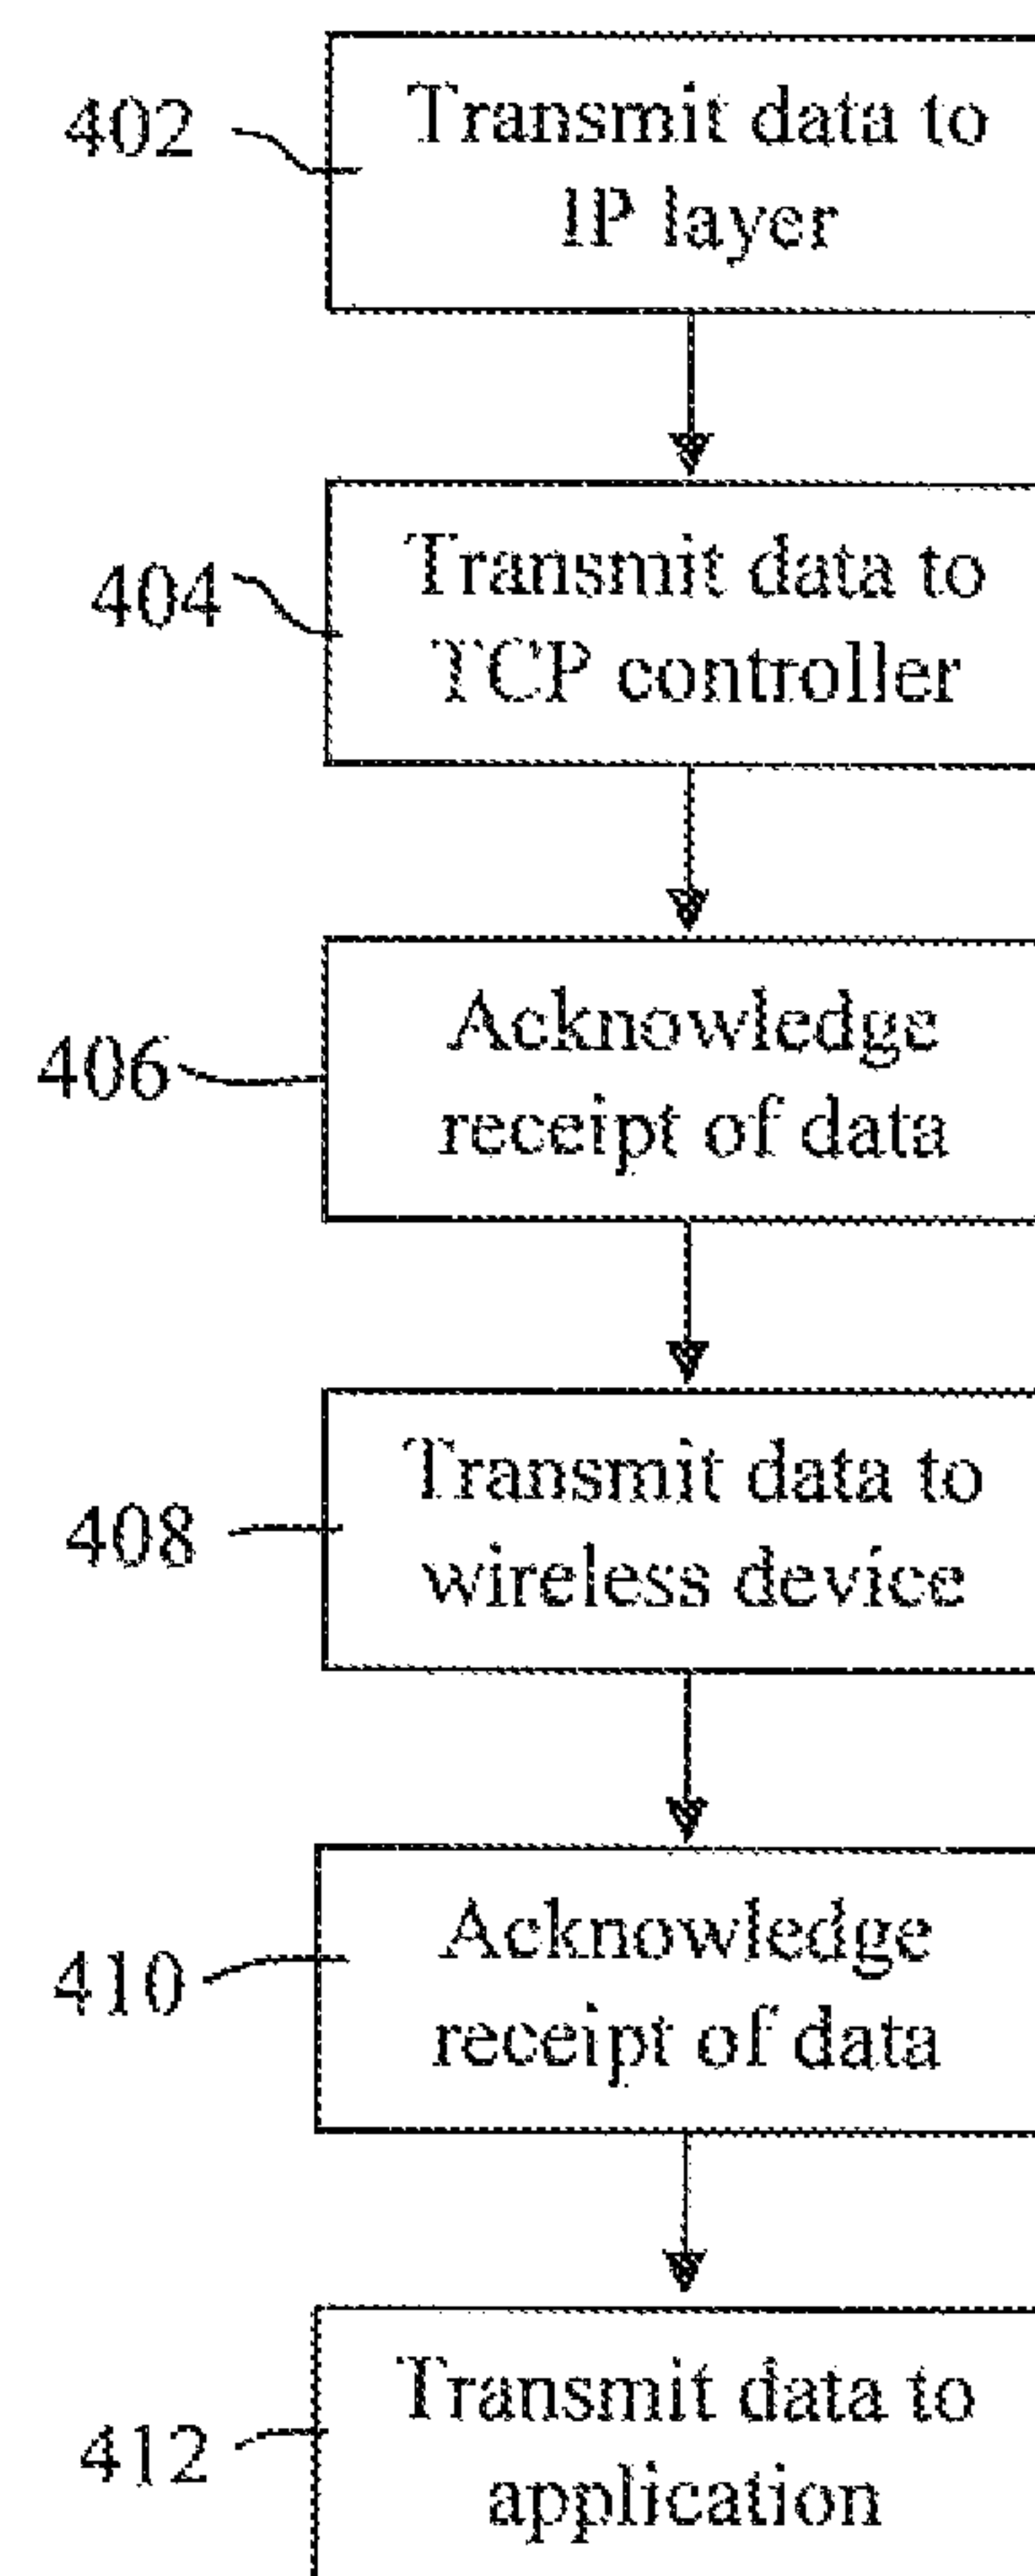 402
Transmit data to
IP layer
404
Transmit data to
TCP controller
406
Acknowledge
receipt of data
408
Transmit data to
wireless device
410
Acknowledge
receipt of data
412
Transmit data to
application